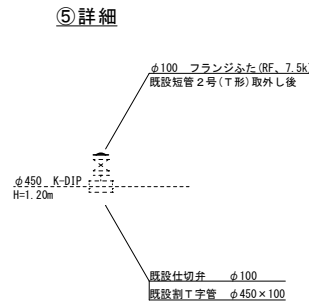 ⑤詳細
φ100 フランジふた(RF、7.5k
既設短管2号(T形)取外し後
φ450 K-DIP
H=1.20m
既設仕切弁 φ100
既設割T字管 φ450×100